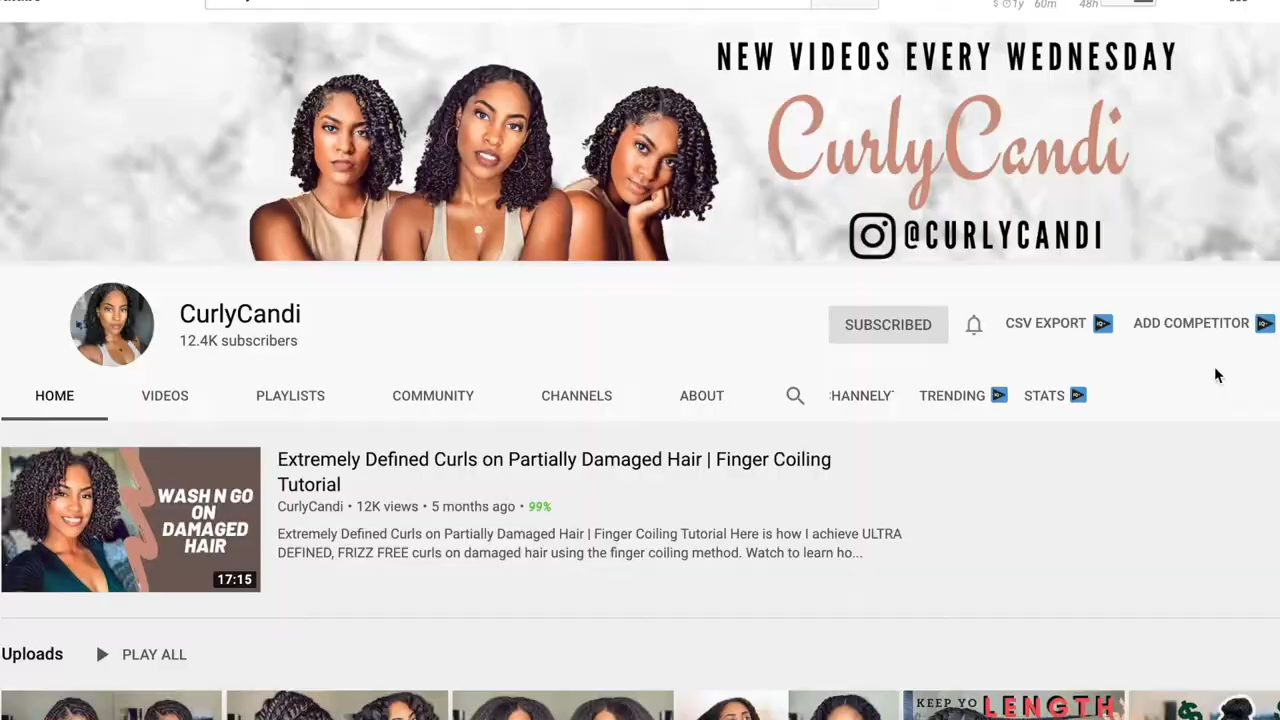 $ 1y 60m 48h
NEW VIDEOS EVERY WEDNESDAY
CurlyCandi
@CURLYCANDI
CurlyCandi
12.4K subscribers
SUBSCRIBED
CSV EXPORT
ADD COMPETITOR
HOME VIDEOS PLAYLISTS COMMUNITY CHANNELS ABOUT HANNELY TRENDING STATS
WASH N GO
ON
DAMAGED
HAIR
17:15
Extremely Defined Curls on Partially Damaged Hair | Finger Coiling
Tutorial
CurlyCandi • 12K views • 5 months ago • 99%
Extremely Defined Curls on Partially Damaged Hair | Finger Coiling Tutorial Here is how I achieve ULTRA
DEFINED, FRIZZ FREE curls on damaged hair using the finger coiling method. Watch to learn ho...
Uploads PLAY ALL
KEEP YO LENGTH
$